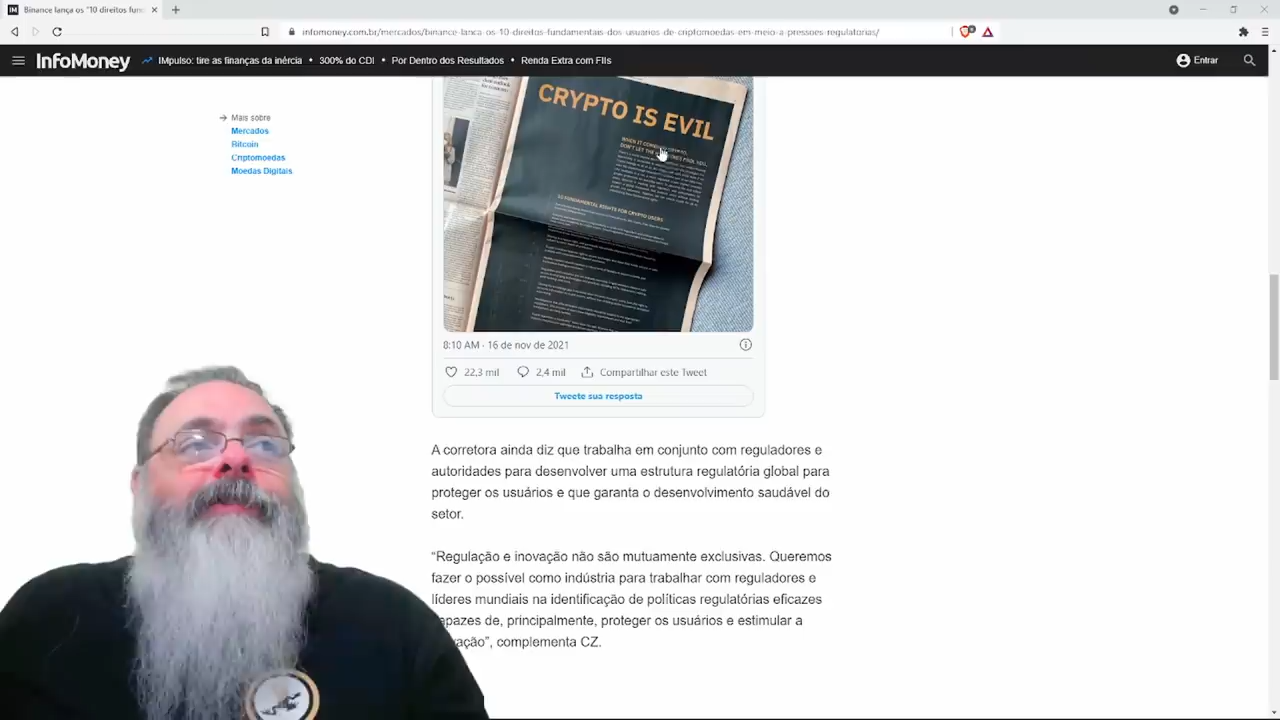 Binance lança os "10 direitos fun
infomoney.com.br/mercados/binance-lanca-os-10-direitos-fundamentais-dos-usuarios-de-criptomoedas-em-meio-a-pressoes-regulatorias/
InfoMoney
IMpulso: tire as finanças da inércia • 300% do CDI • Por Dentro dos Resultados • Renda Extra com FIIs
Entrar
Mais sobre
Mercados
Bitcoin
Criptomoedas
Moedas Digitais
CRYPTO IS EVIL
10 FUNDAMENTAL RIGHTS FOR CRYPTO USERS
8:10 AM · 16 de nov de 2021
22,3 mil 2,4 mil Compartilhar este Tweet
Tweete sua resposta
A corretora ainda diz que trabalha em conjunto com reguladores e
autoridades para desenvolver uma estrutura regulatória global para
proteger os usuários e que garanta o desenvolvimento saudável do
setor.
“Regulação e inovação não são mutuamente exclusivas. Queremos
fazer o possível como indústria para trabalhar com reguladores e
líderes mundiais na identificação de políticas regulatórias eficazes
apazes de, principalmente, proteger os usuários e estimular a
vação”, complementa CZ.